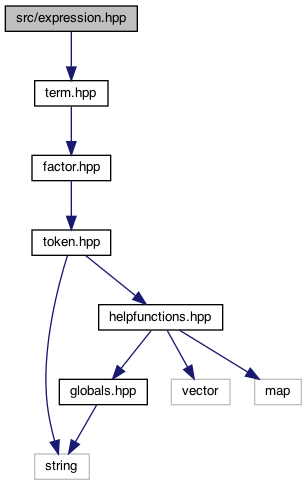 src/expression.hpp
term.hpp
factor.hpp
token.hpp
helpfunctions.hpp
globals.hpp
vector
map
string